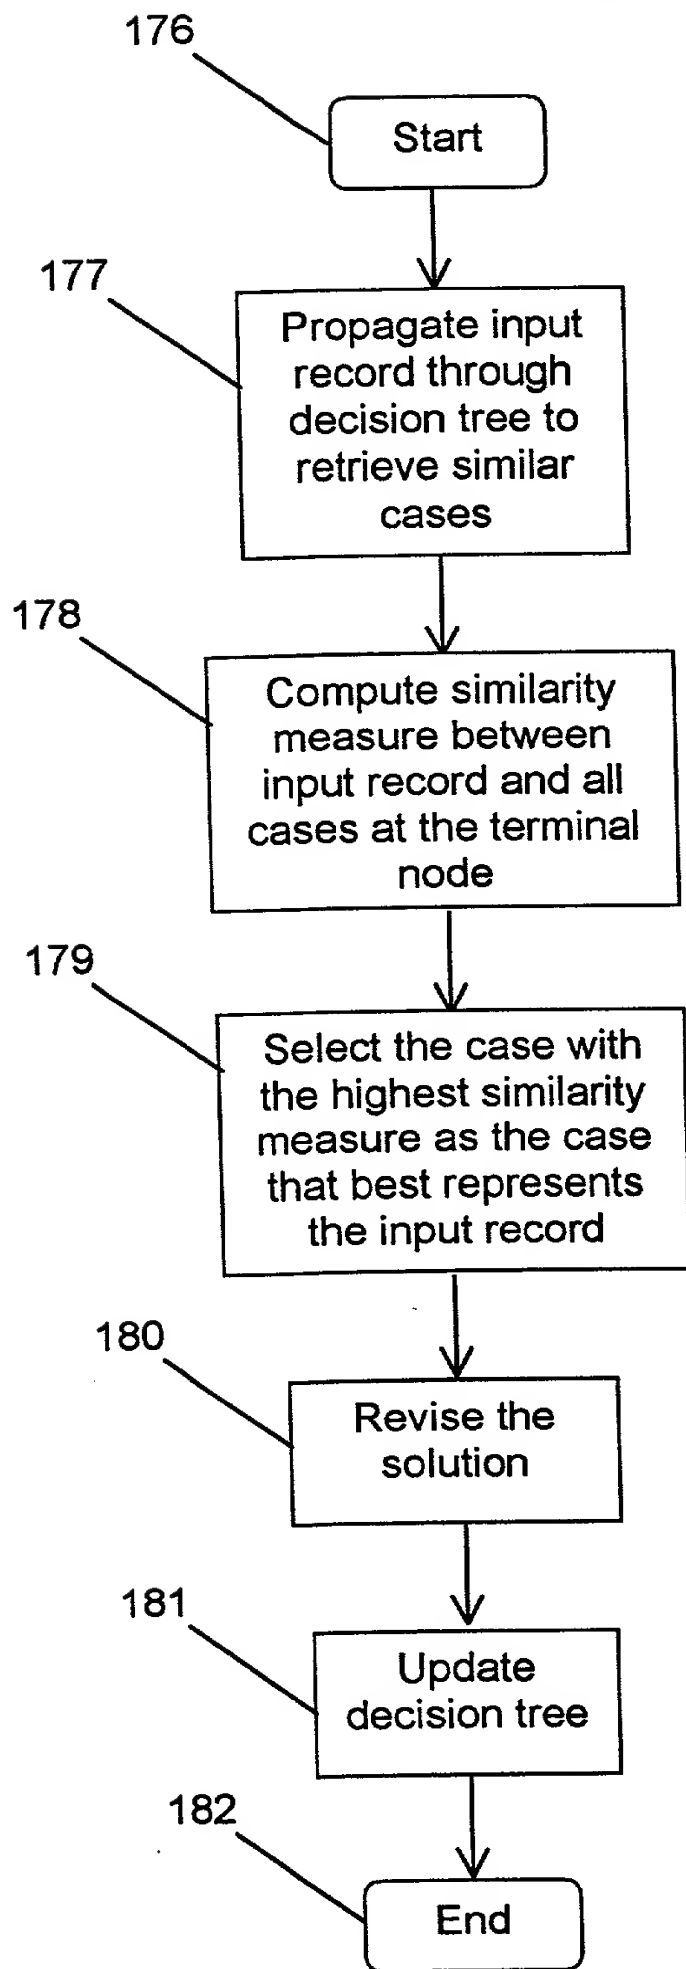 176
Start
177
Propagate input
record through
decision tree to
retrieve similar
cases
178
Compute similarity
measure between
input record and all
cases at the terminal
node
179
Select the case with
the highest similarity
measure as the case
that best represents
the input record
180
Revise the
solution
181
Update
decision tree
182
End